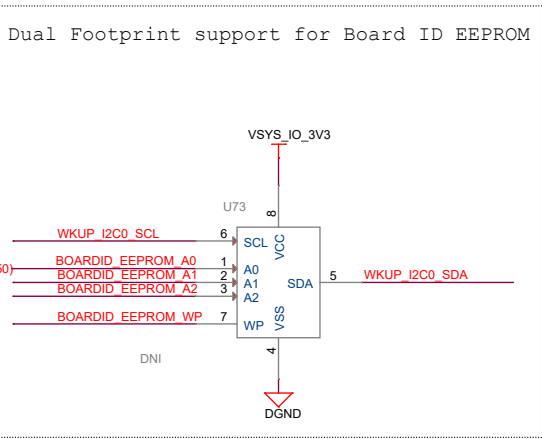 Dual Footprint support for Board ID EEPROM
VSYS_IO_3V3
U73
8
WKUP_I2C0_SCL 6 SCL VCC
BOARDID_EEPROM_A0 1 A0
BOARDID_EEPROM_A1 2 A1 SDA 5 WKUP_I2C0_SDA
BOARDID_EEPROM_A2 3 A2
BOARDID_EEPROM_WP 7 WP VSS
4
DNI
DGND